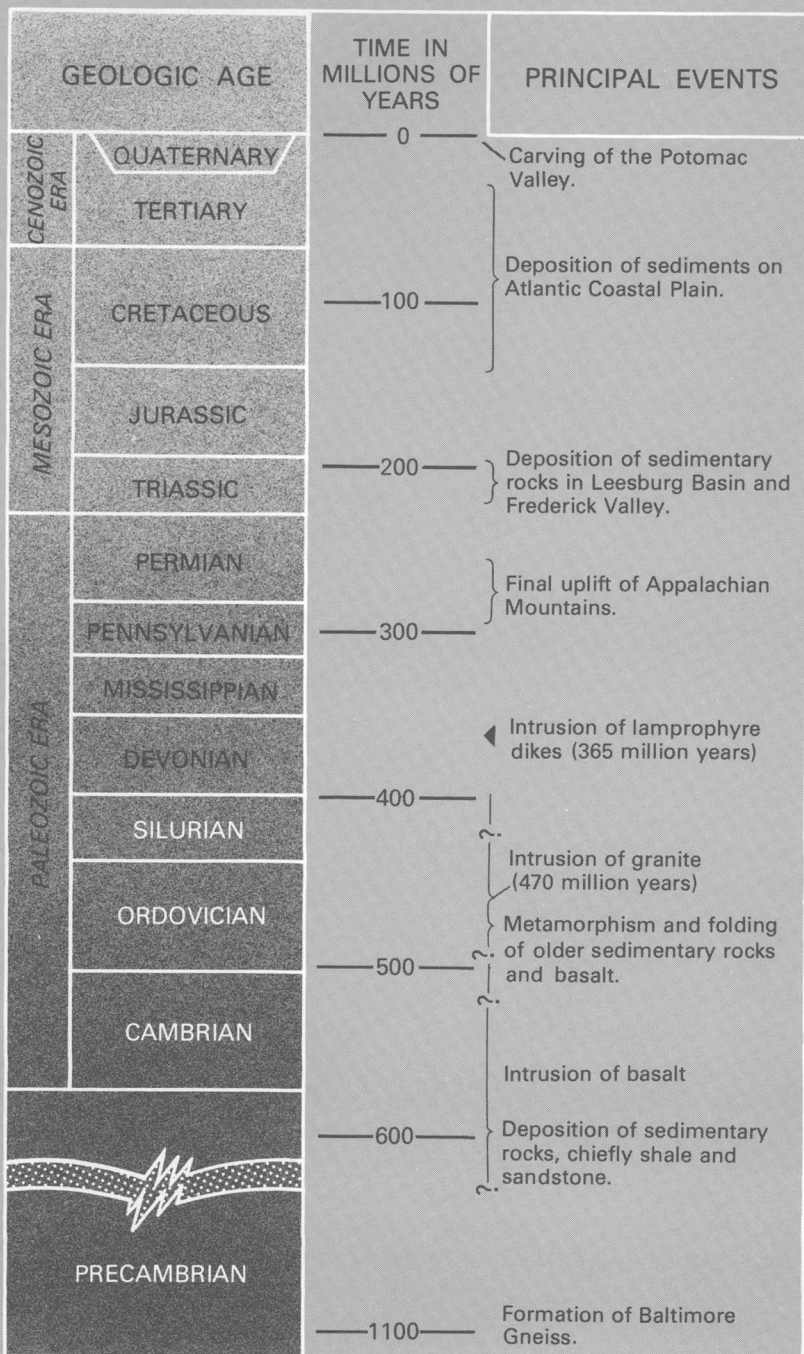 GEOLOGIC AGE
TIME IN
MILLIONS OF
YEARS
PRINCIPAL EVENTS
CENOZOIC
ERA
QUATERNARY
TERTIARY
MESOZOIC ERA
CRETACEOUS
JURASSIC
TRIASSIC
PALEOZOIC ERA
PERMIAN
PENNSYLVANIAN
MISSISSIPPIAN
DEVONIAN
SILURIAN
ORDOVICIAN
CAMBRIAN
PRECAMBRIAN
0
100
200
300
400
500
600
1100
Carving of the Potomac
Valley.
Deposition of sediments on
Atlantic Coastal Plain.
Deposition of sedimentary
rocks in Leesburg Basin and
Frederick Valley.
Final uplift of Appalachian
Mountains.
Intrusion of lamprophyre
dikes (365 million years)
?
Intrusion of granite
(470 million years)
Metamorphism and folding
?
of older sedimentary rocks
and basalt.
?
Intrusion of basalt
Deposition of sedimentary
rocks, chiefly shale and
sandstone.
?
Formation of Baltimore
Gneiss.